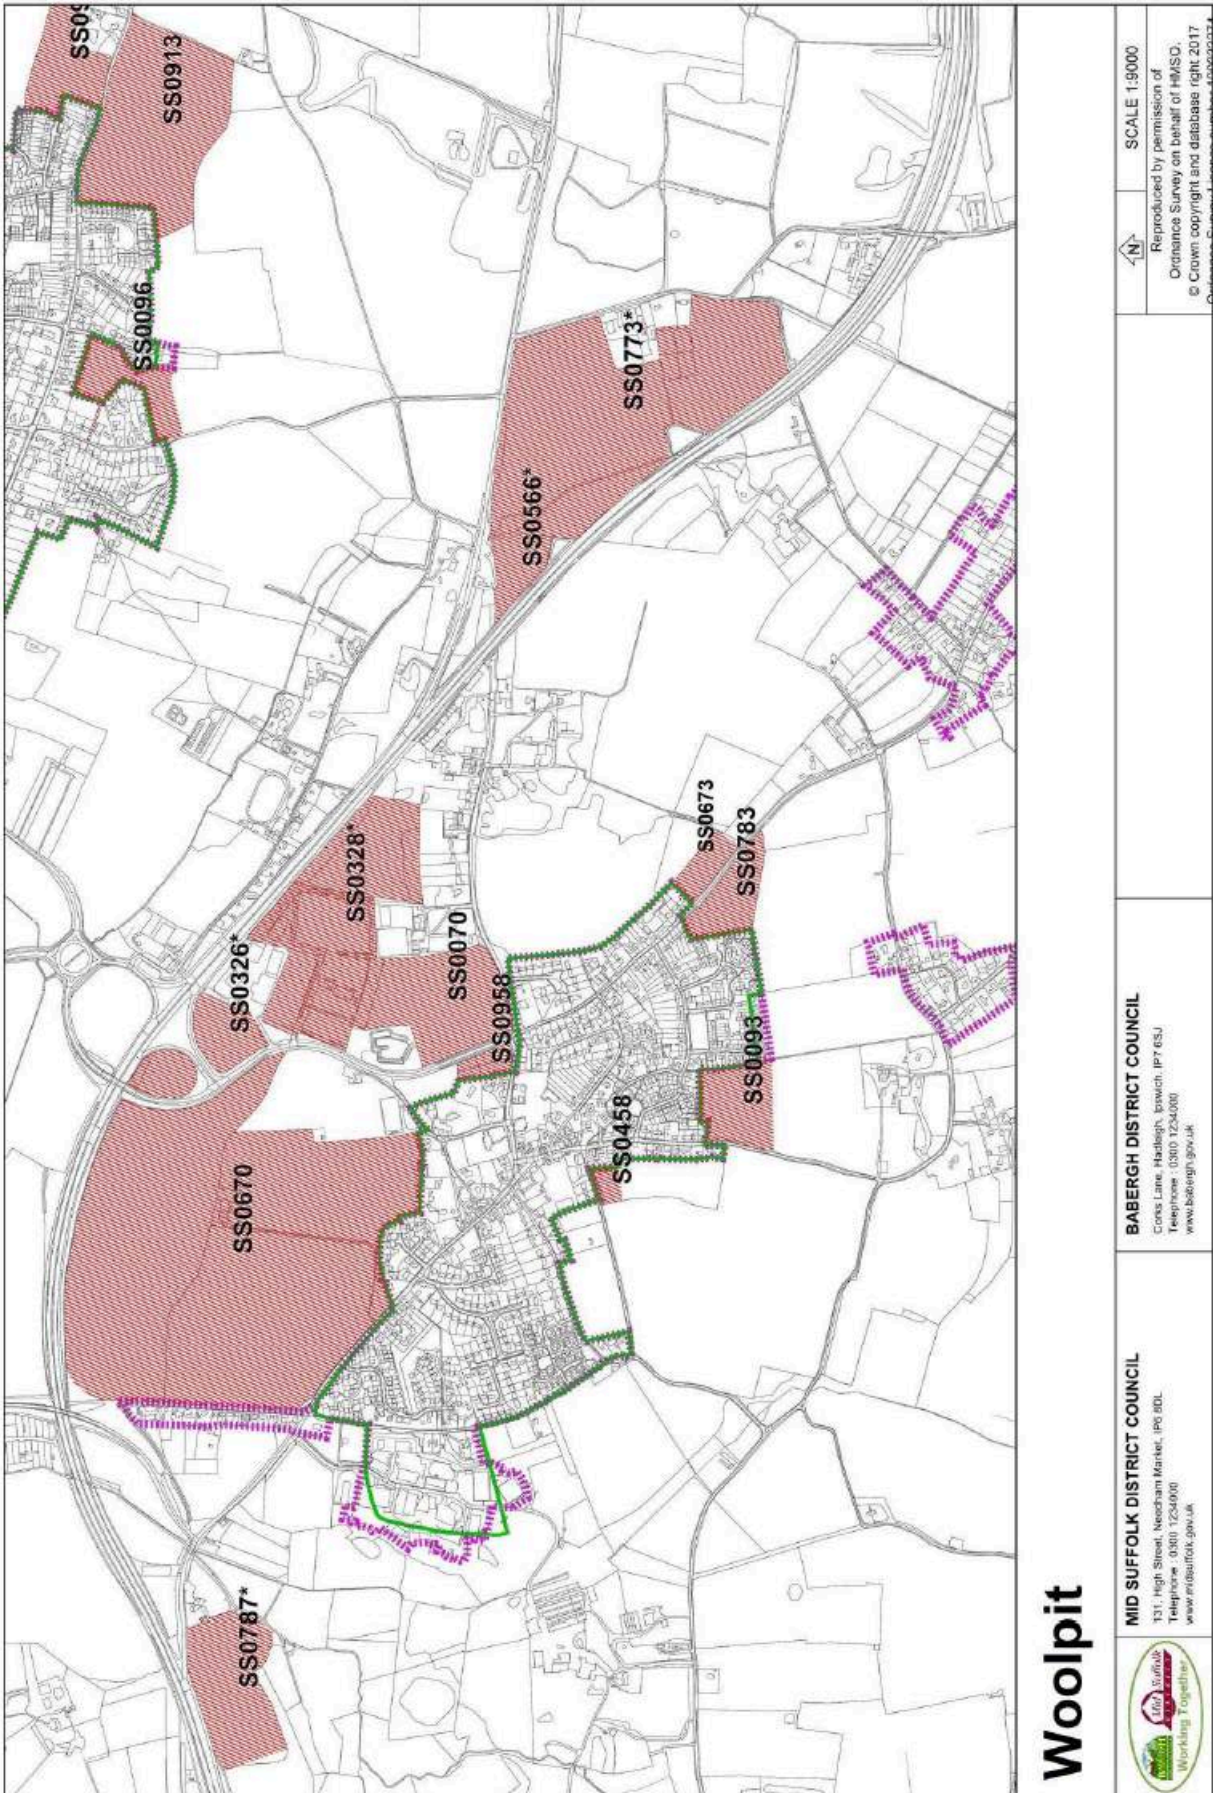 SS0787*
SS0670
SS0326*
SS0328*
SS0070
SS0958
SS0458
SS0093
SS0673
SS0783
SS0566*
SS0773*
SS0096
SS0913
SS09
Woolpit
Mid Suffolk
Working Together
MID SUFFOLK DISTRICT COUNCIL
131, High Street, Needham Market, IP6 8DL
Telephone : 0300 1234000
www.midsuffolk.gov.uk
BABERGH DISTRICT COUNCIL
Corks Lane, Hadleigh, Ipswich, IP7 6SJ
Telephone : 0300 1234000
www.babergh.gov.uk
N
SCALE 1:9000
Reproduced by permission of
Ordnance Survey on behalf of HMSO.
© Crown copyright and database right 2017